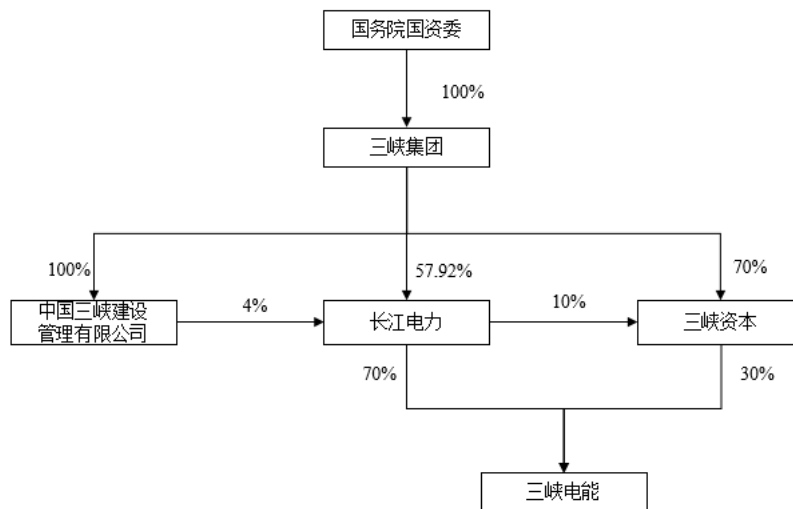 国务院国资委
100%
三峡集团
100%
57.92%
70%
中国三峡建设
管理有限公司
4%
长江电力
10%
三峡资本
70%
30%
三峡电能